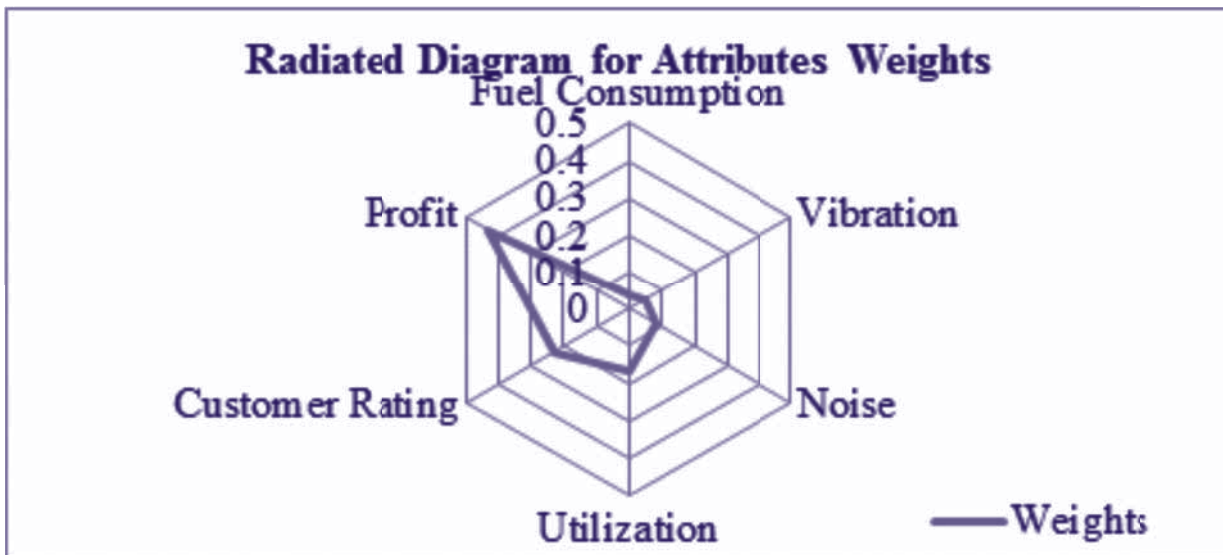 Radiated Diagram for Attributes Weights
Fuel Consumption
0.5
0.4
0.3
0.2
0.1
0
Profit
Vibration
Customer Rating
Noise
Utilization
Weights